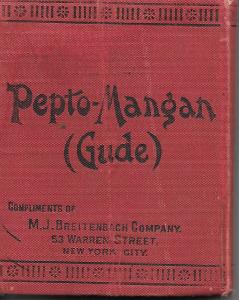 Pepto-Mangan
(Gude)
COMPLIMENTS OF
M.J. BREITENBACH COMPANY,
53 WARREN STREET,
NEW YORK CITY.